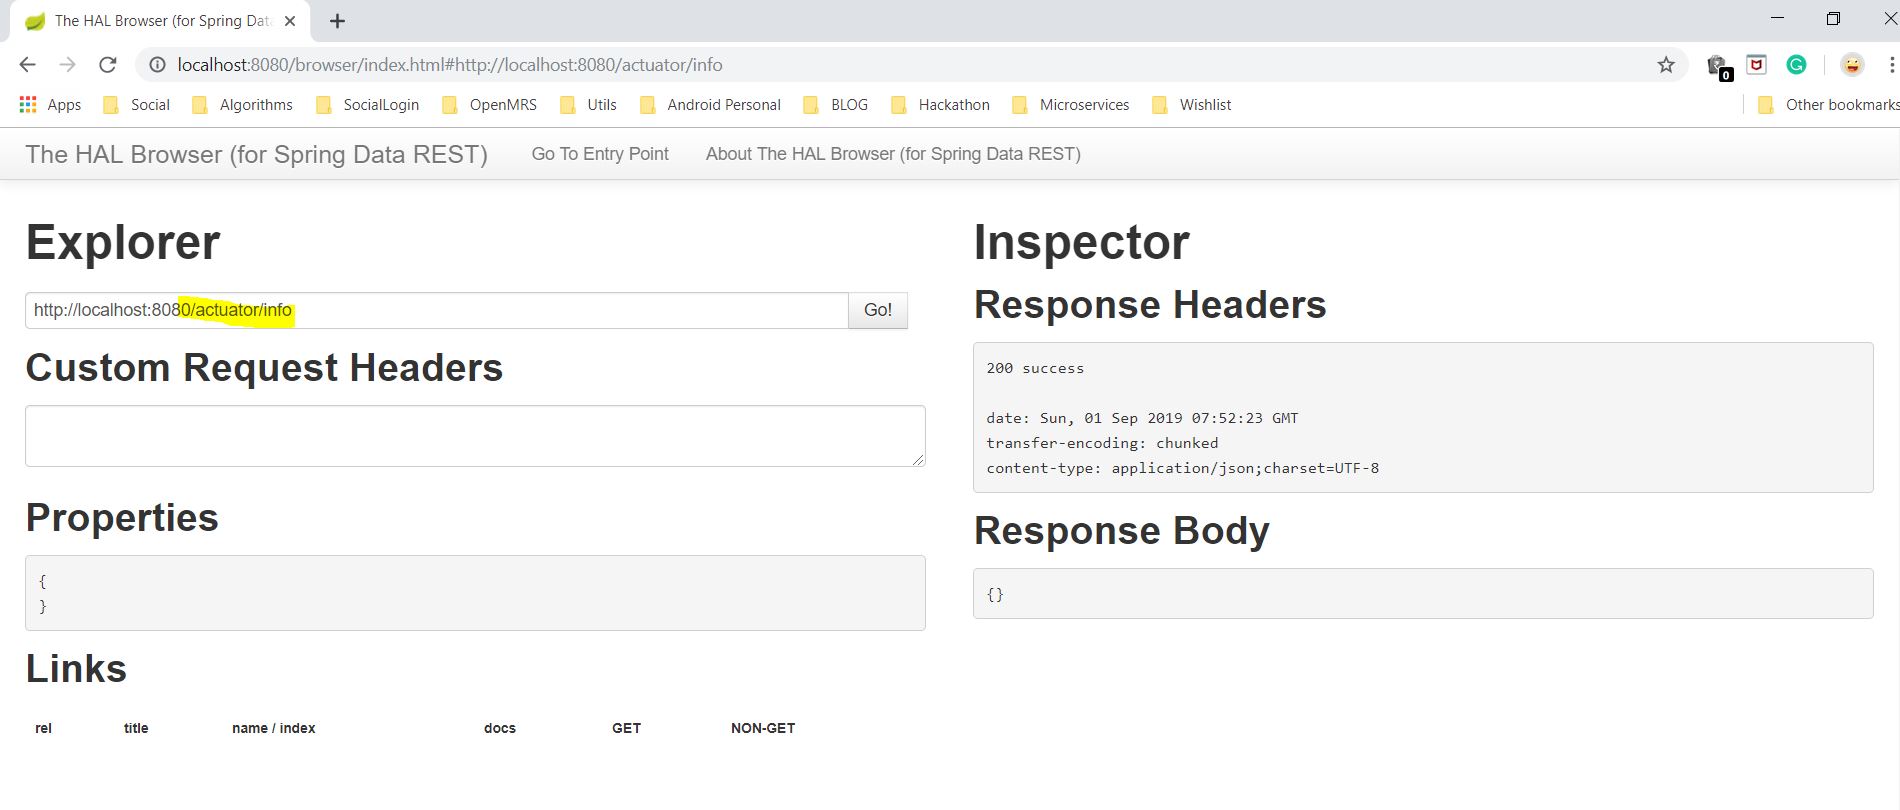 The HAL Browser (for Spring Data
localhost:8080/browser/index.html#http://localhost:8080/actuator/info
0
Apps Social Algorithms SocialLogin OpenMRS Utils Android Personal BLOG Hackathon Microservices Wishlist Other bookmarks
The HAL Browser (for Spring Data REST) Go To Entry Point About The HAL Browser (for Spring Data REST)
Explorer
http://localhost:8080/actuator/info Go!
Custom Request Headers
Properties
{
}
Links
rel title name / index docs GET NON-GET
Inspector
Response Headers
200 success
date: Sun, 01 Sep 2019 07:52:23 GMT
transfer-encoding: chunked
content-type: application/json;charset=UTF-8
Response Body
{}